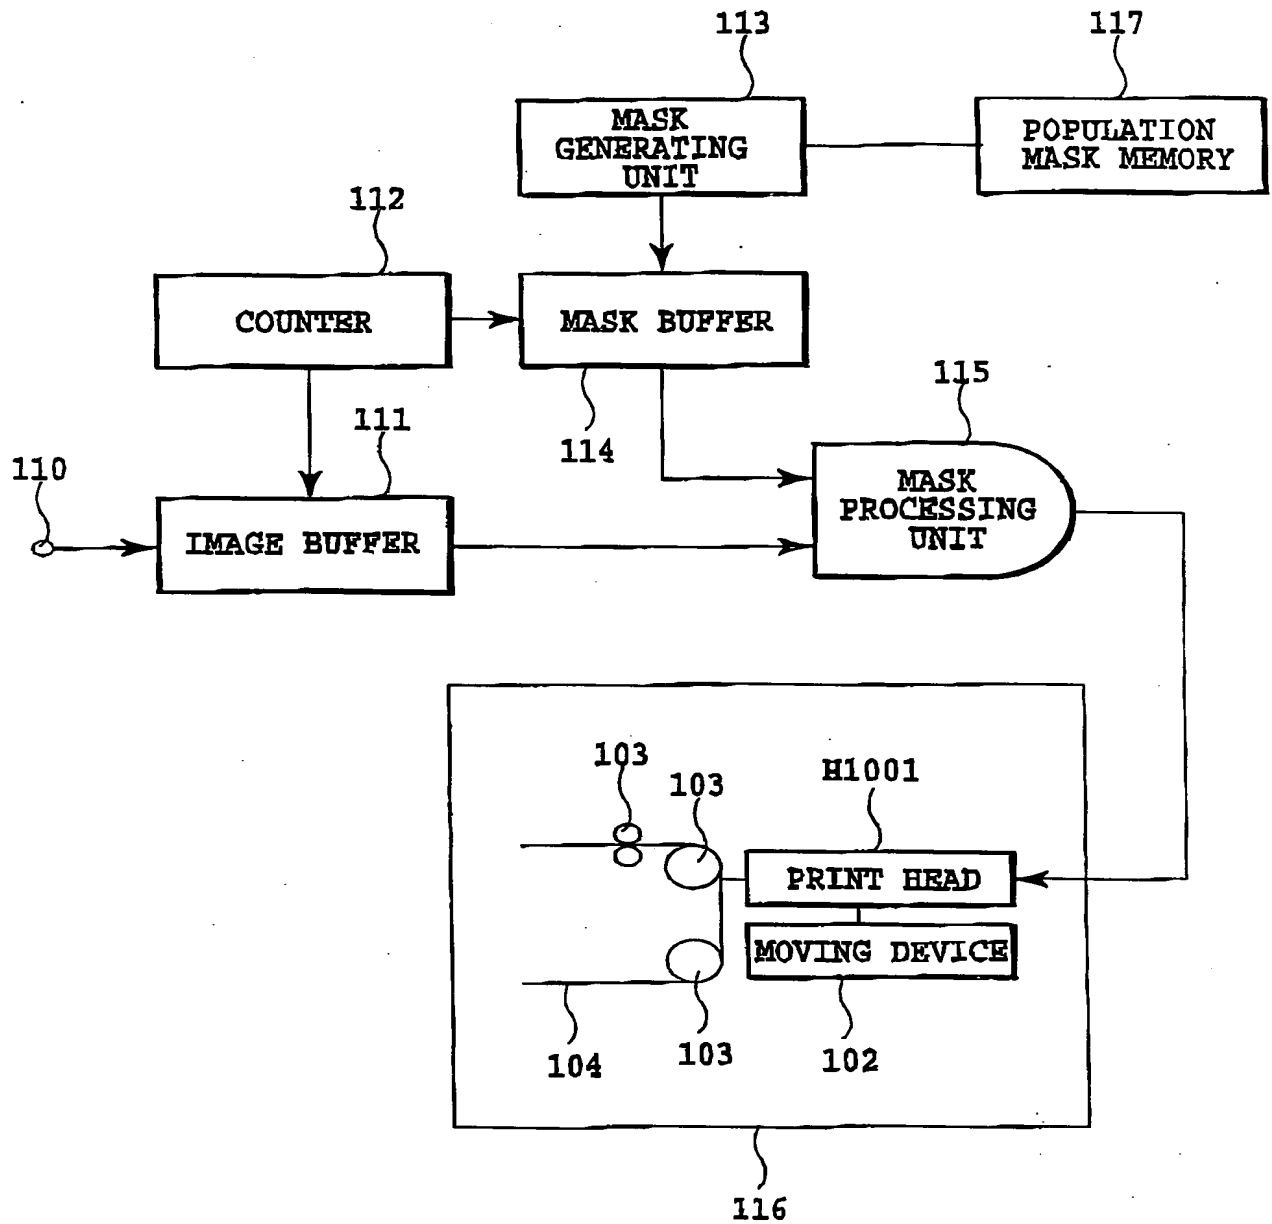 113
117
MASK
GENERATING
UNIT
POPULATION
MASK MEMORY
112
COUNTER
MASK BUFFER
115
111
114
110
MASK
PROCESSING
UNIT
IMAGE BUFFER
103
103
H1001
PRINT HEAD
MOVING DEVICE
104
103
102
116